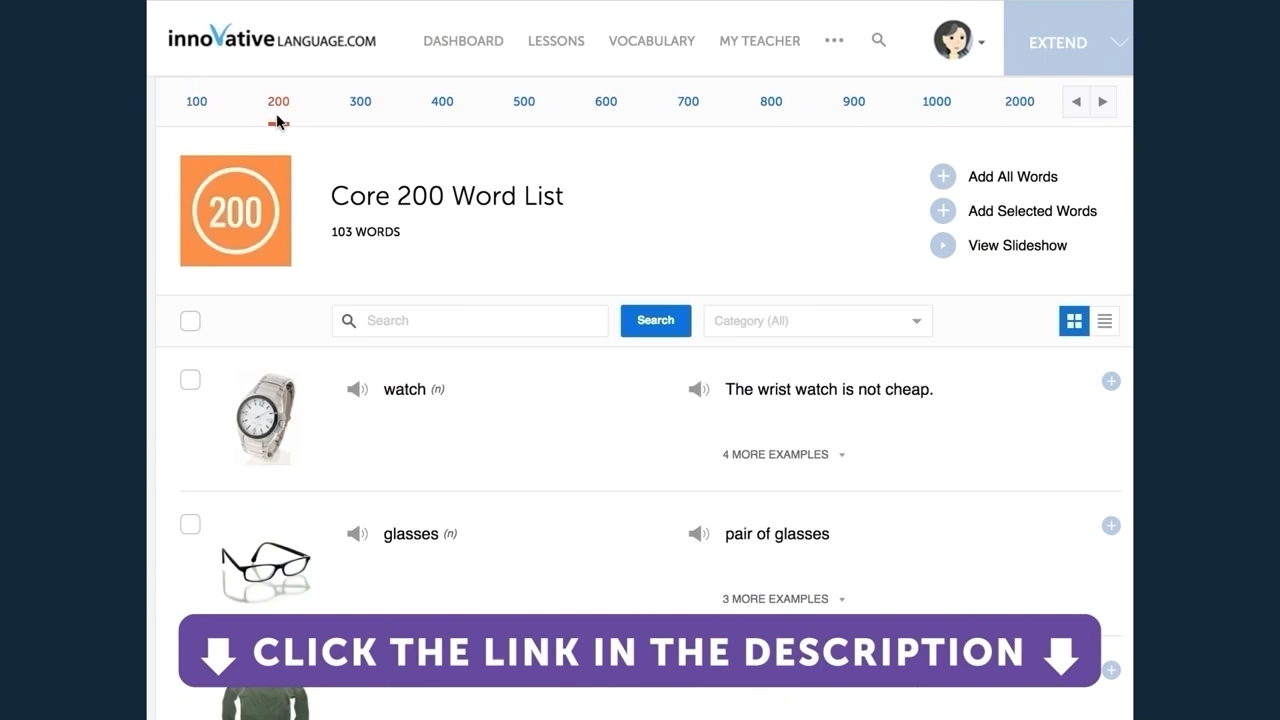 innoVative LANGUAGE.COM DASHBOARD LESSONS VOCABULARY MY TEACHER EXTEND
100 200 300 400 500 600 700 800 900 1000 2000
200
Core 200 Word List
103 WORDS
Add All Words
Add Selected Words
View Slideshow
Search Search Category (All)
watch (n) The wrist watch is not cheap.
4 MORE EXAMPLES
glasses (n) pair of glasses
3 MORE EXAMPLES
CLICK THE LINK IN THE DESCRIPTION